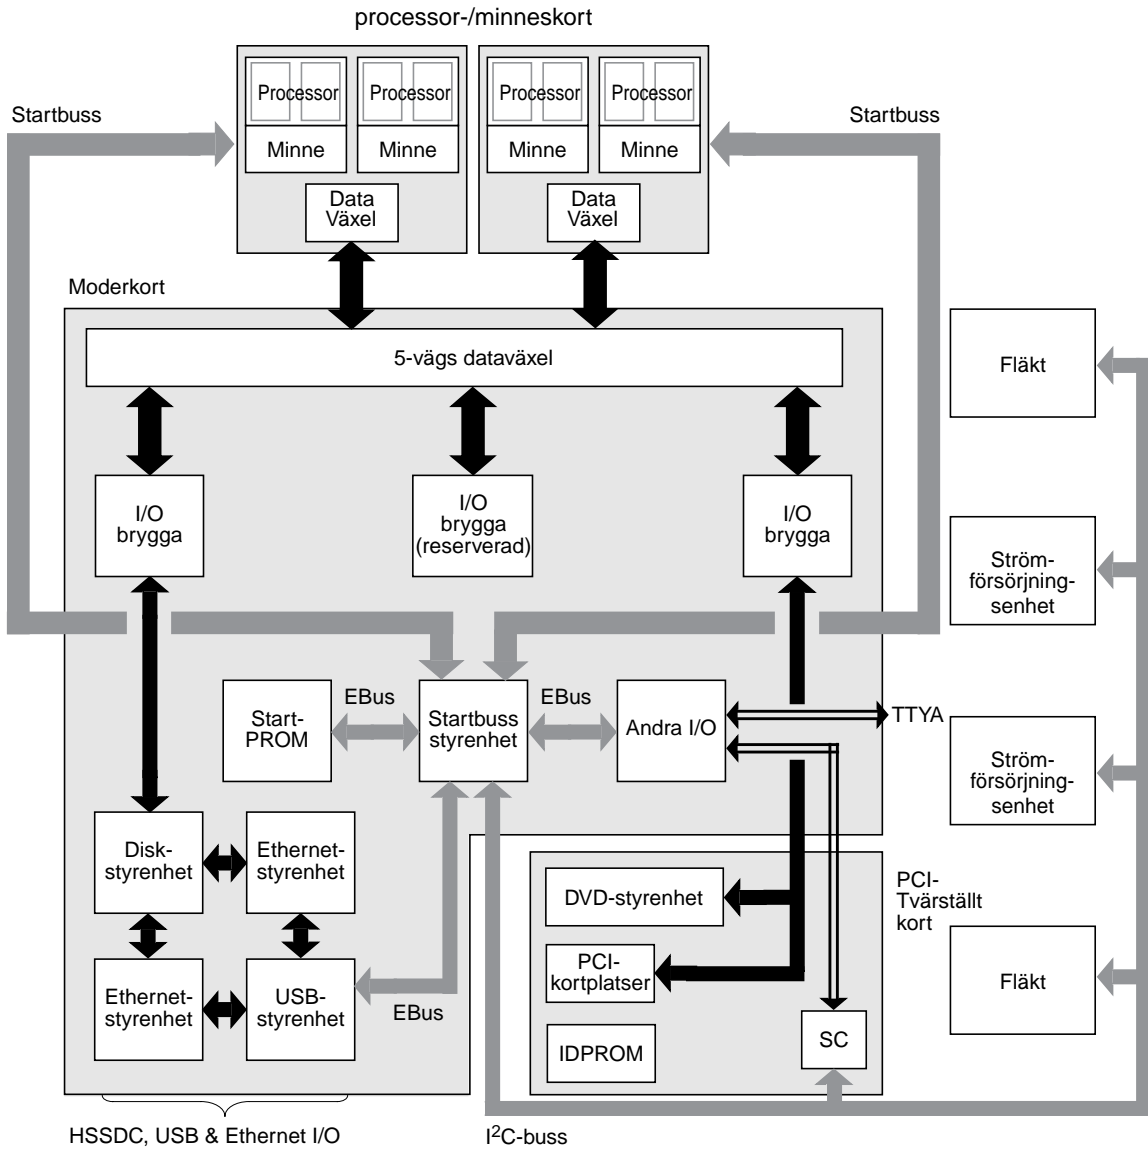 processor-/minneskort
Startbuss
Startbuss
Processor
Processor
Processor
Processor
Minne
Minne
Minne
Minne
Data
Växel
Data
Växel
Moderkort
5-vägs dataväxel
Fläkt
I/O
brygga
I/O
brygga
(reserverad)
I/O
brygga
Ström-
försörjning-
senhet
EBus
EBus
Start-
PROM
Startbuss
styrenhet
Andra I/O
TTYA
Ström-
försörjning-
senhet
Disk-
styrenhet
Ethernet-
styrenhet
DVD-styrenhet
PCI-
Tvärställt
kort
Ethernet-
styrenhet
USB-
styrenhet
EBus
PCI-
kortplatser
Fläkt
IDPROM
SC
HSSDC, USB & Ethernet I/O
I²C-buss